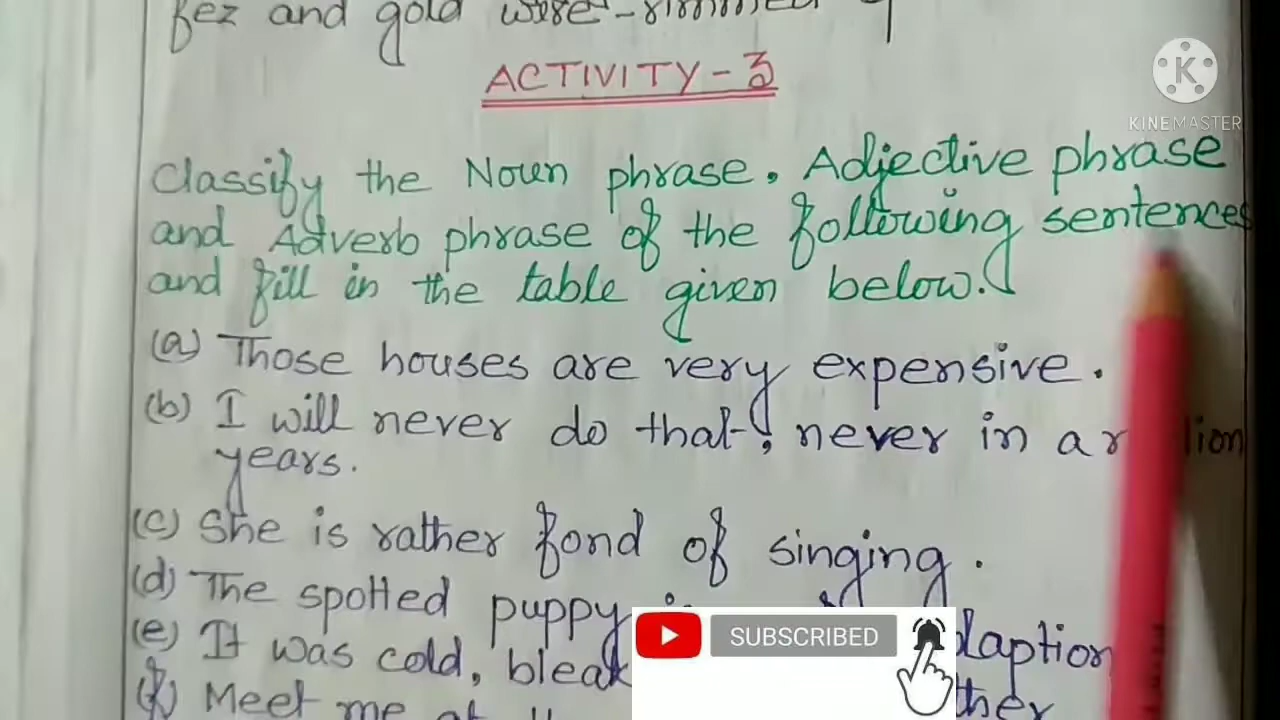 fez and gold were
ACTIVITY - 3
KINEMASTER
Classify the Noun phrase, Adjective phrase
and Adverb phrase of the following sentences
and fill in the table given below.
(a) Those houses are very expensive.
(b) I will never do that, never in a
years.
(c) She is rather fond of singing.
(d) The spotted puppy
(e) It was cold, bleak
(f) Meet me at
SUBSCRIBED